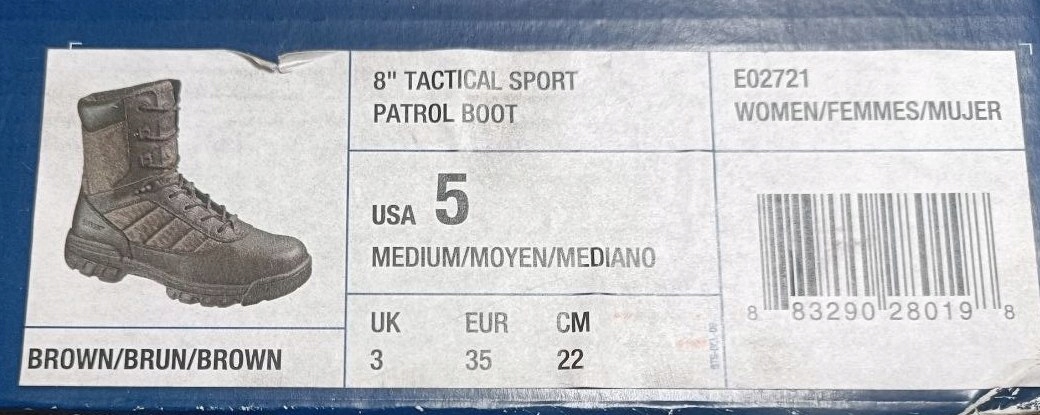 8" TACTICAL SPORT
PATROL BOOT
E02721
WOMEN/FEMMES/MUJER
USA 5
MEDIUM/MOYEN/MEDIANO
UK EUR CM
3 35 22
BROWN/BRUN/BROWN
8 83290 28019 8